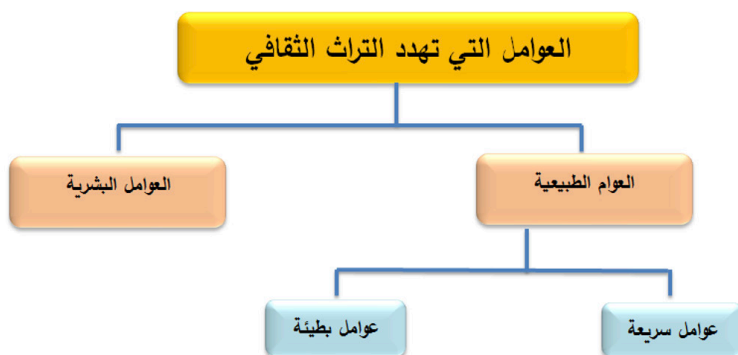 العوامل التي تهدد التراث الثقافي
العوام الطبيعية
العوامل البشرية
عوامل سريعة
عوامل بطيئة